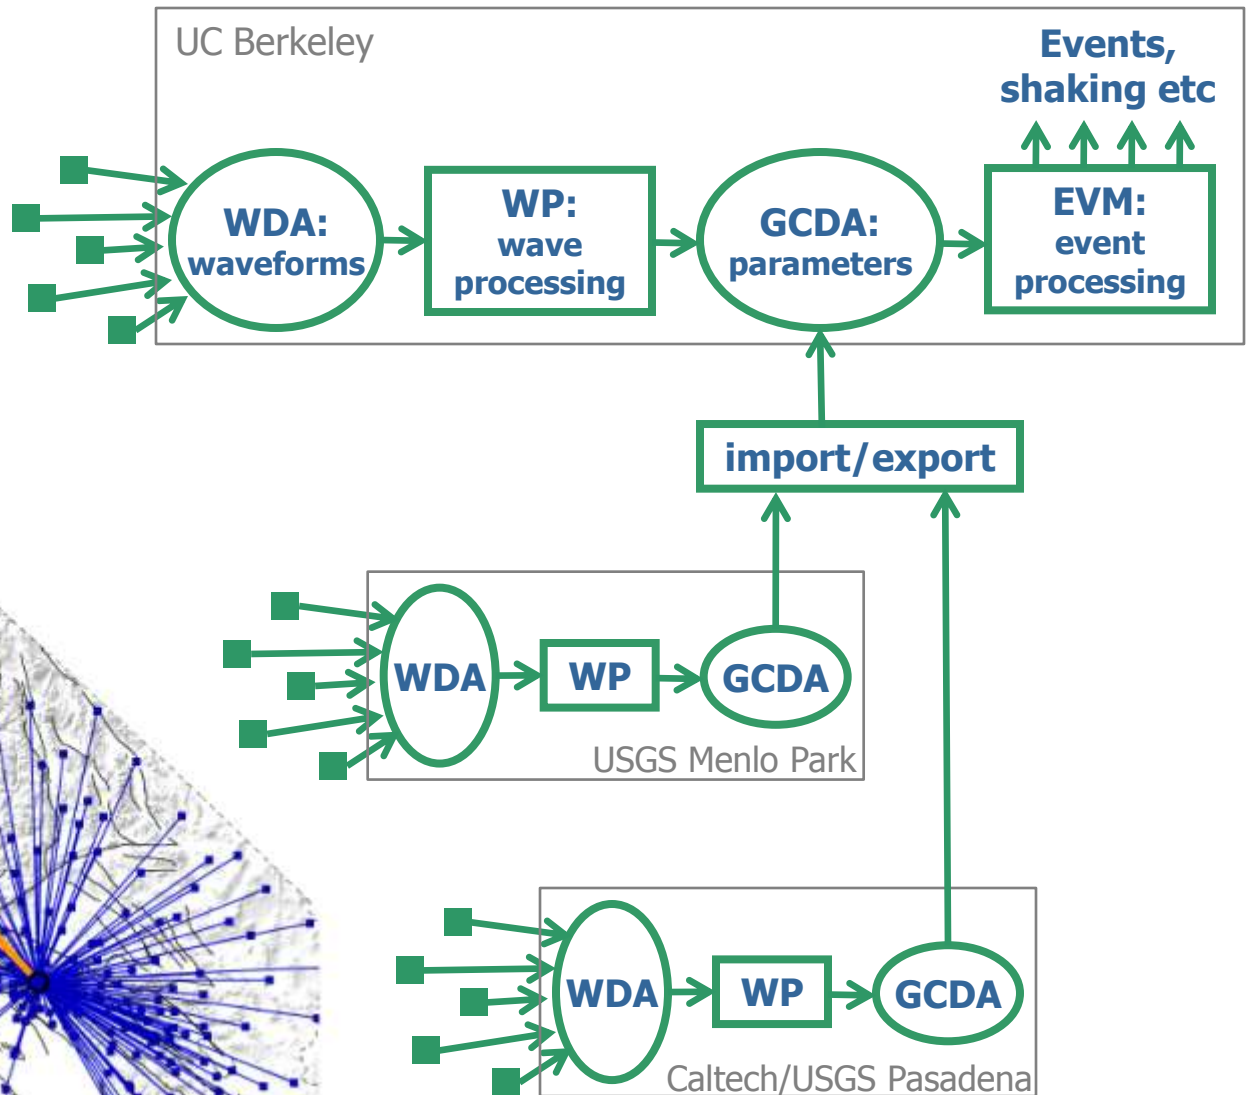 UC Berkeley
Events,
shaking etc
WDA:
waveforms
WP:
wave
processing
GCDA:
parameters
EVM:
event
processing
import/export
WDA
WP
GCDA
USGS Menlo Park
WDA
WP
GCDA
Caltech/USGS Pasadena